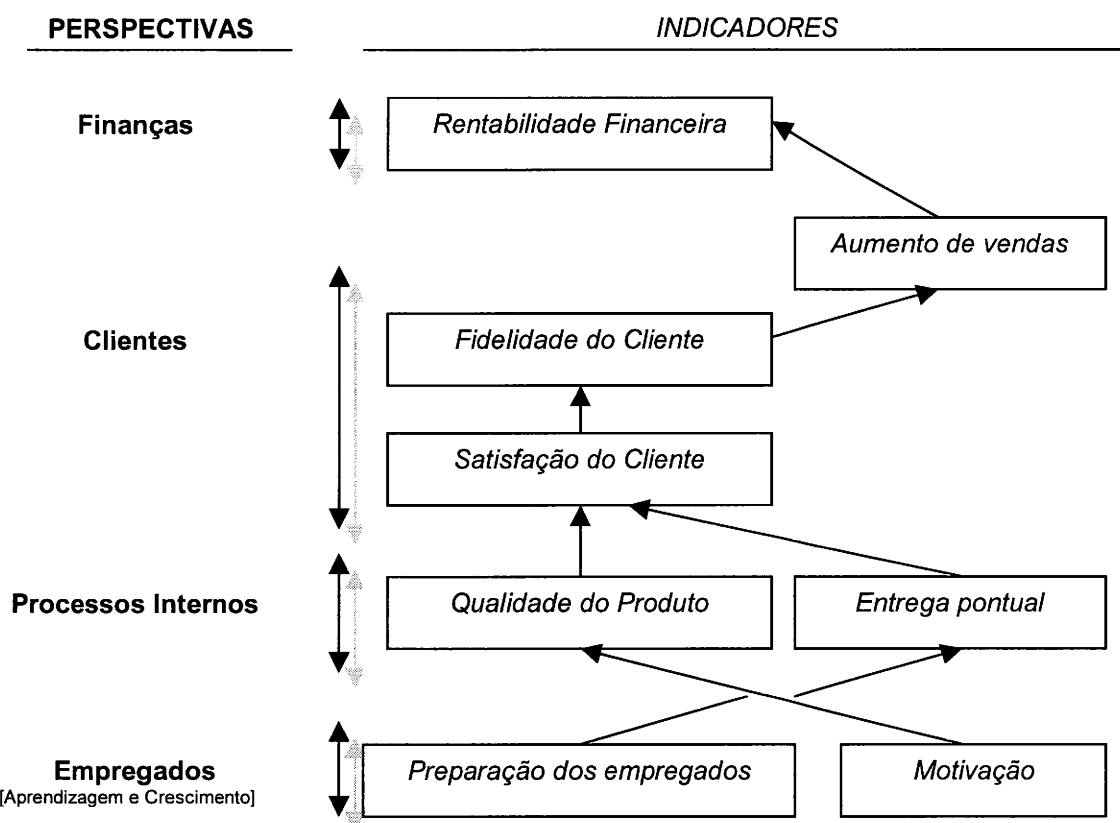 PERSPECTIVAS
INDICADORES
Finanças
Rentabilidade Financeira
Aumento de vendas
Clientes
Fidelidade do Cliente
Satisfação do Cliente
Processos Internos
Qualidade do Produto
Entrega pontual
Empregados
[Aprendizagem e Crescimento]
Preparação dos empregados
Motivação